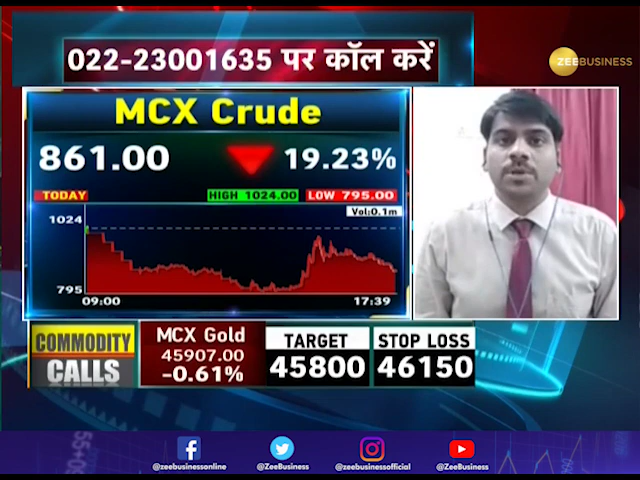 022-23001635 पर कॉल करें
ZEEBUSINESS
MCX Crude
861.00 19.23%
TODAY HIGH 1024.00 LOW 795.00
Vol:0.1m
1024
795
09:00 17:39
COMMODITY CALLS
MCX Gold
45907.00
-0.61%
TARGET
45800
STOP LOSS
46150
@zeebusinessonline @ZeeBusiness @zeebusinessofficial @ZeeBusiness